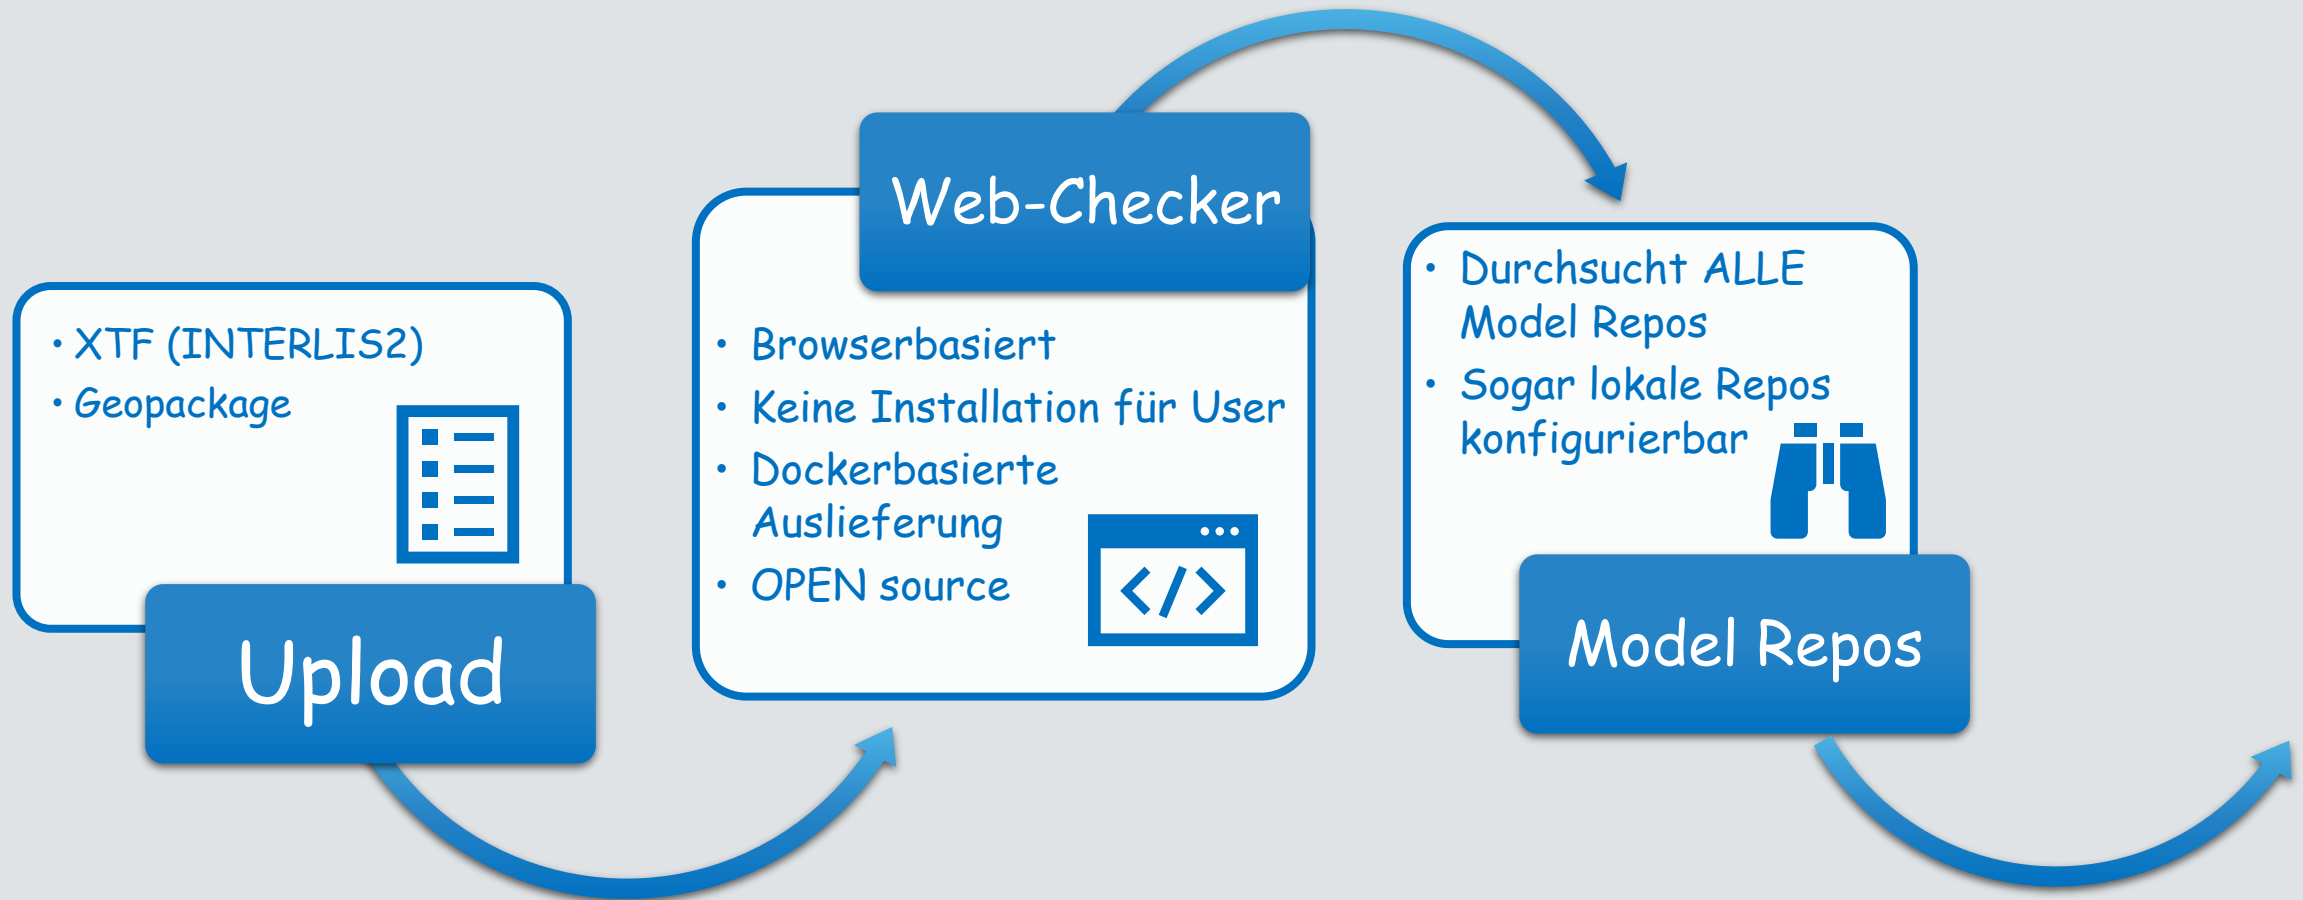 • XTF (INTERLIS2)
• Geopackage
Upload
Web-Checker
• Browserbasiert
• Keine Installation für User
• Dockerbasierte
Auslieferung
• OPEN source
• Durchsucht ALLE
Model Repos
• Sogar lokale Repos
konfigurierbar
Model Repos